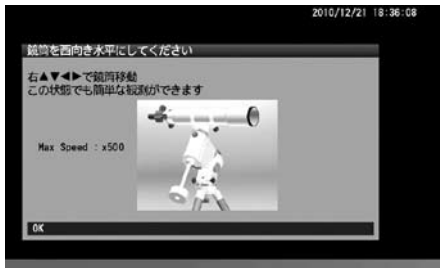 2010/12/21 18:36:08
鏡筒を西向き水平にしてください
右▲▼◀▶で鏡筒移動
この状態でも簡単な観測ができます
Max Speed : x500
OK